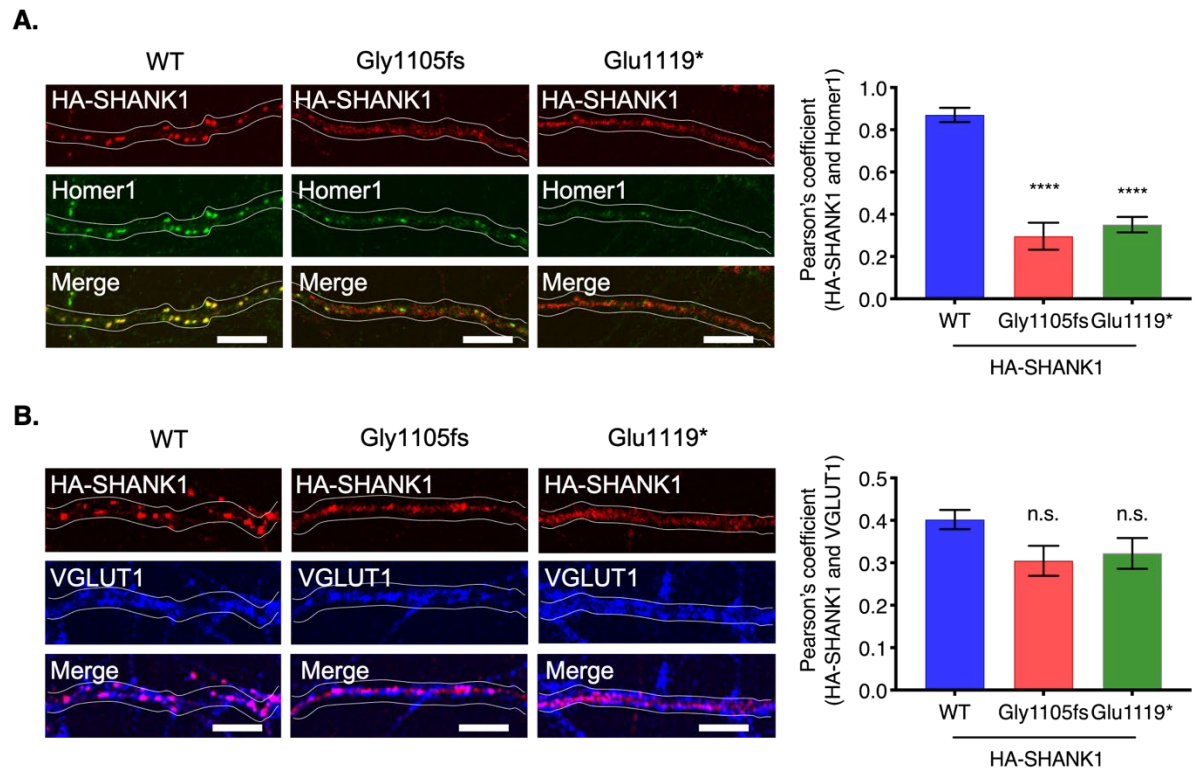 A.
WT
Gly1105fs
Glu1119*
HA-SHANK1
HA-SHANK1
HA-SHANK1
Homer1
Homer1
Homer1
Merge
Merge
Merge
Pearson's coefficient
(HA-SHANK1 and Homer1)
1.0
0.8
0.6
0.4
0.2
0.0
****
****
WT
Gly1105fs
Glu1119*
HA-SHANK1
B.
WT
Gly1105fs
Glu1119*
HA-SHANK1
HA-SHANK1
HA-SHANK1
VGLUT1
VGLUT1
VGLUT1
Merge
Merge
Merge
Pearson's coefficient
(HA-SHANK1 and VGLUT1)
0.5
0.4
0.3
0.2
0.1
0.0
n.s.
n.s.
WT
Gly1105fs
Glu1119*
HA-SHANK1